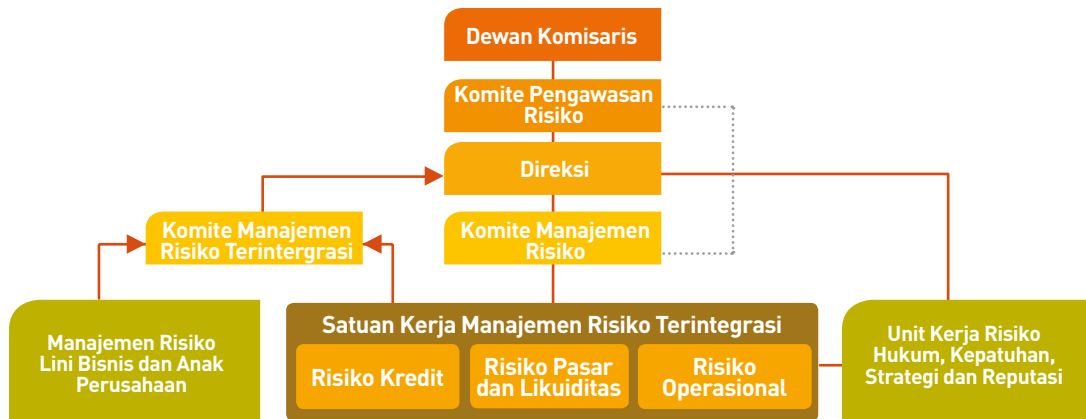 Dewan Komisaris
Komite Pengawasan
Risiko
Direksi
Komite Manajemen
Risiko Terintergrasi
Komite Manajemen
Risiko
Manajemen Risiko
Lini Bisnis dan Anak
Perusahaan
Satuan Kerja Manajemen Risiko Terintegrasi
Risiko Kredit
Risiko Pasar
dan Likuiditas
Risiko
Operasional
Unit Kerja Risiko
Hukum, Kepatuhan,
Strategi dan Reputasi